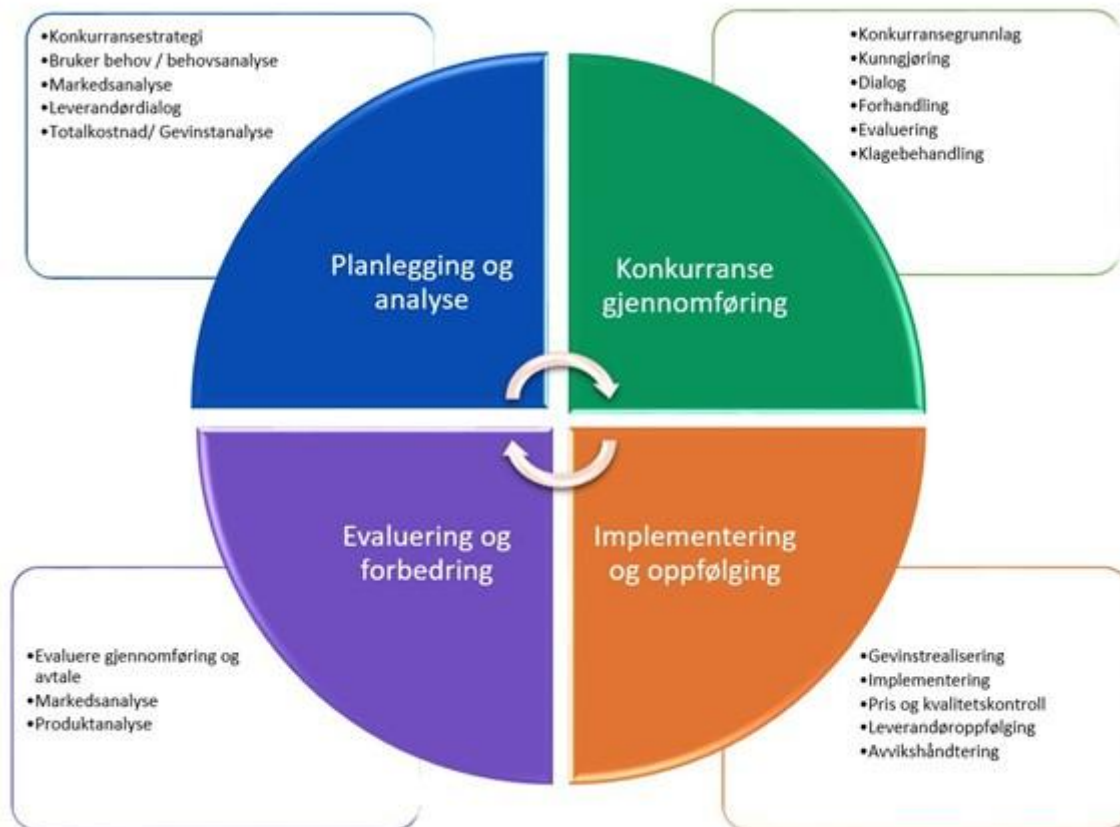 •Konkurransestrategi
•Bruker behov / behovsanalyse
•Markedsanalyse
•Leverandørdialog
•Totalkostnad/ Gevinstanalyse
•Konkurransegrunnlag
•Kunngjøring
•Dialog
•Forhandling
•Evaluering
•Klagebehandling
Planlegging og
analyse
Konkurranse
gjennomføring
Evaluering og
forbedring
Implementering
og oppfølging
•Evaluere gjennomføring og
avtale
•Markedsanalyse
•Produktanalyse
•Gevinstrealisering
•Implementering
•Pris og kvalitetskontroll
•Leverandøroppfølging
•Avvikshåndtering